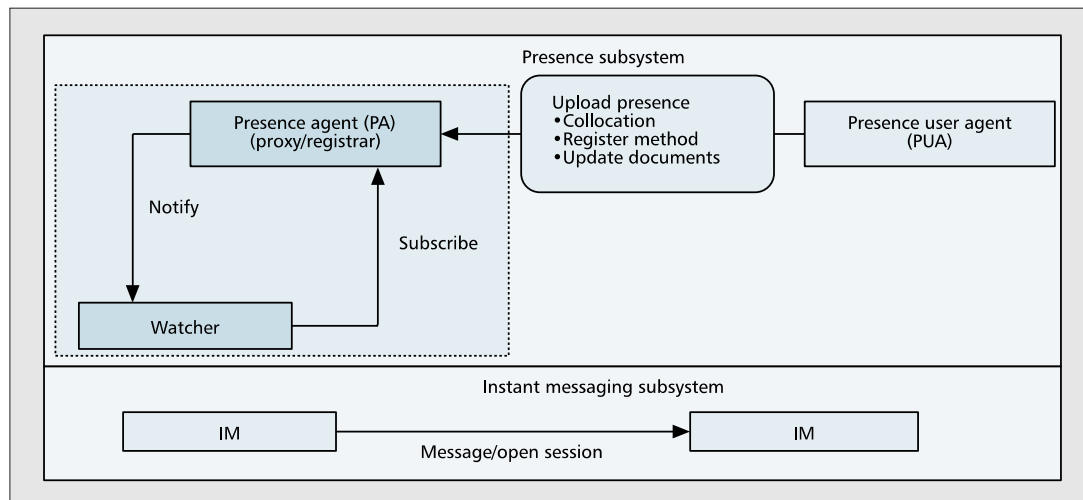 Presence subsystem
Presence agent (PA)
(proxy/registrar)
Upload presence
•Collocation
•Register method
•Update documents
Presence user agent
(PUA)
Notify
Subscribe
Watcher
Instant messaging subsystem
IM
Message/open session
IM